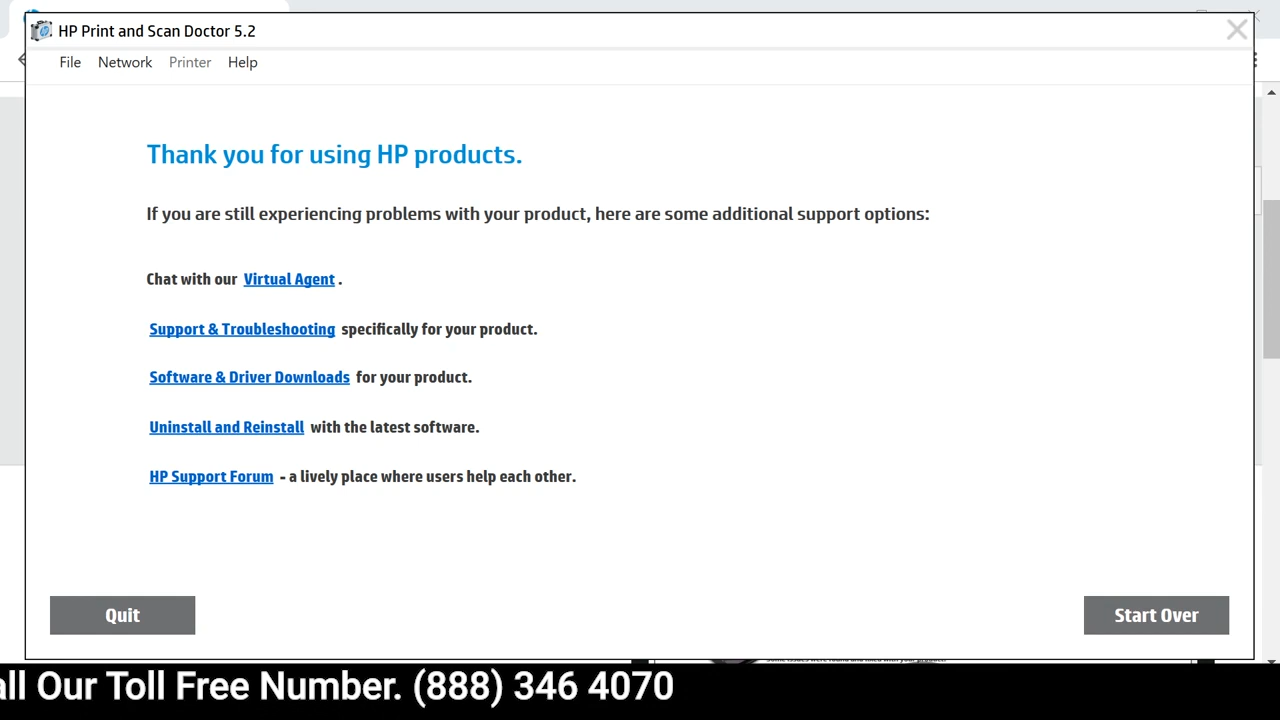 HP Print and Scan Doctor 5.2
File Network Printer Help
Thank you for using HP products.
If you are still experiencing problems with your product, here are some additional support options:
Chat with our Virtual Agent .
Support & Troubleshooting specifically for your product.
Software & Driver Downloads for your product.
Uninstall and Reinstall with the latest software.
HP Support Forum - a lively place where users help each other.
Quit
Start Over
all Our Toll Free Number. (888) 346 4070